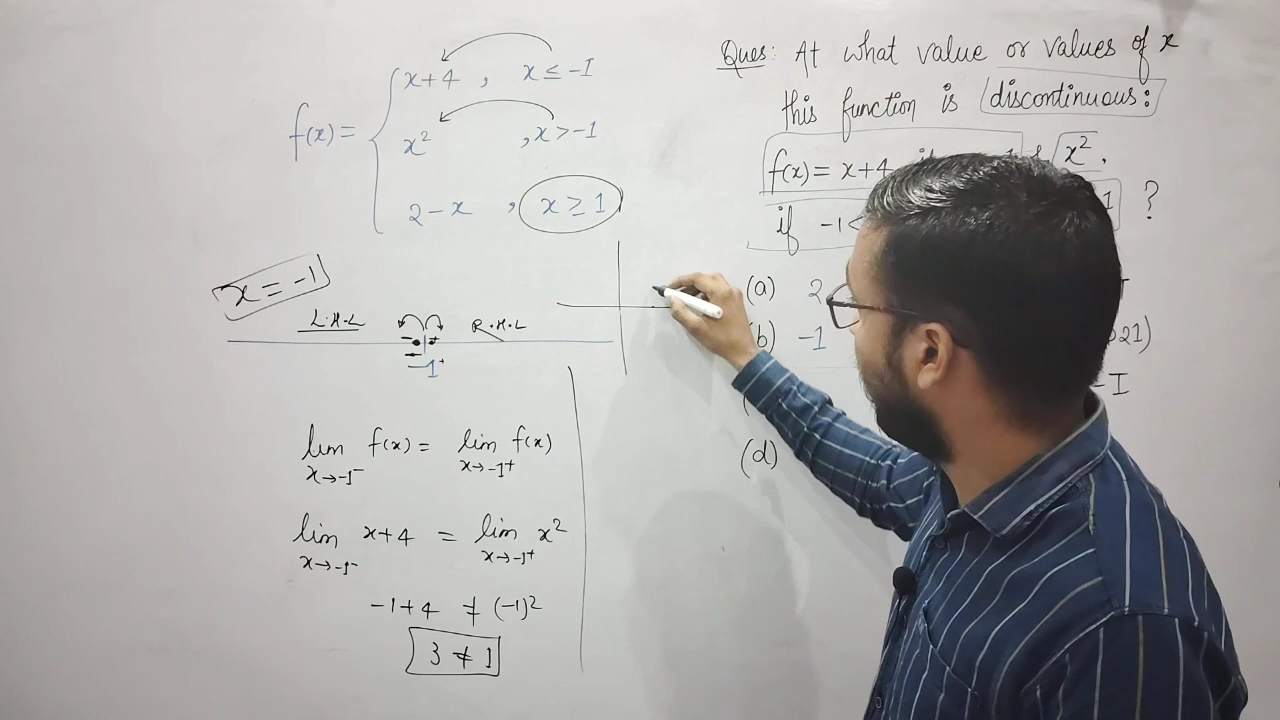 f(x) = { x+4 , x ≤ -1
x² , x > -1
2-x , x ≥ 1
x = -1
L.H.L R.H.L
-1⁺
lim x→-1⁻ f(x) = lim x→-1⁺ f(x)
lim x→-1⁻ x+4 = lim x→-1⁺ x²
-1+4 ≠ (-1)²
3 ≠ 1
Ques: At what value or values of x
this function is discontinuous:
f(x) = x+4 x² .
if -1< 1 ?
(a) 2
(b) -1 021)
-I
(d)